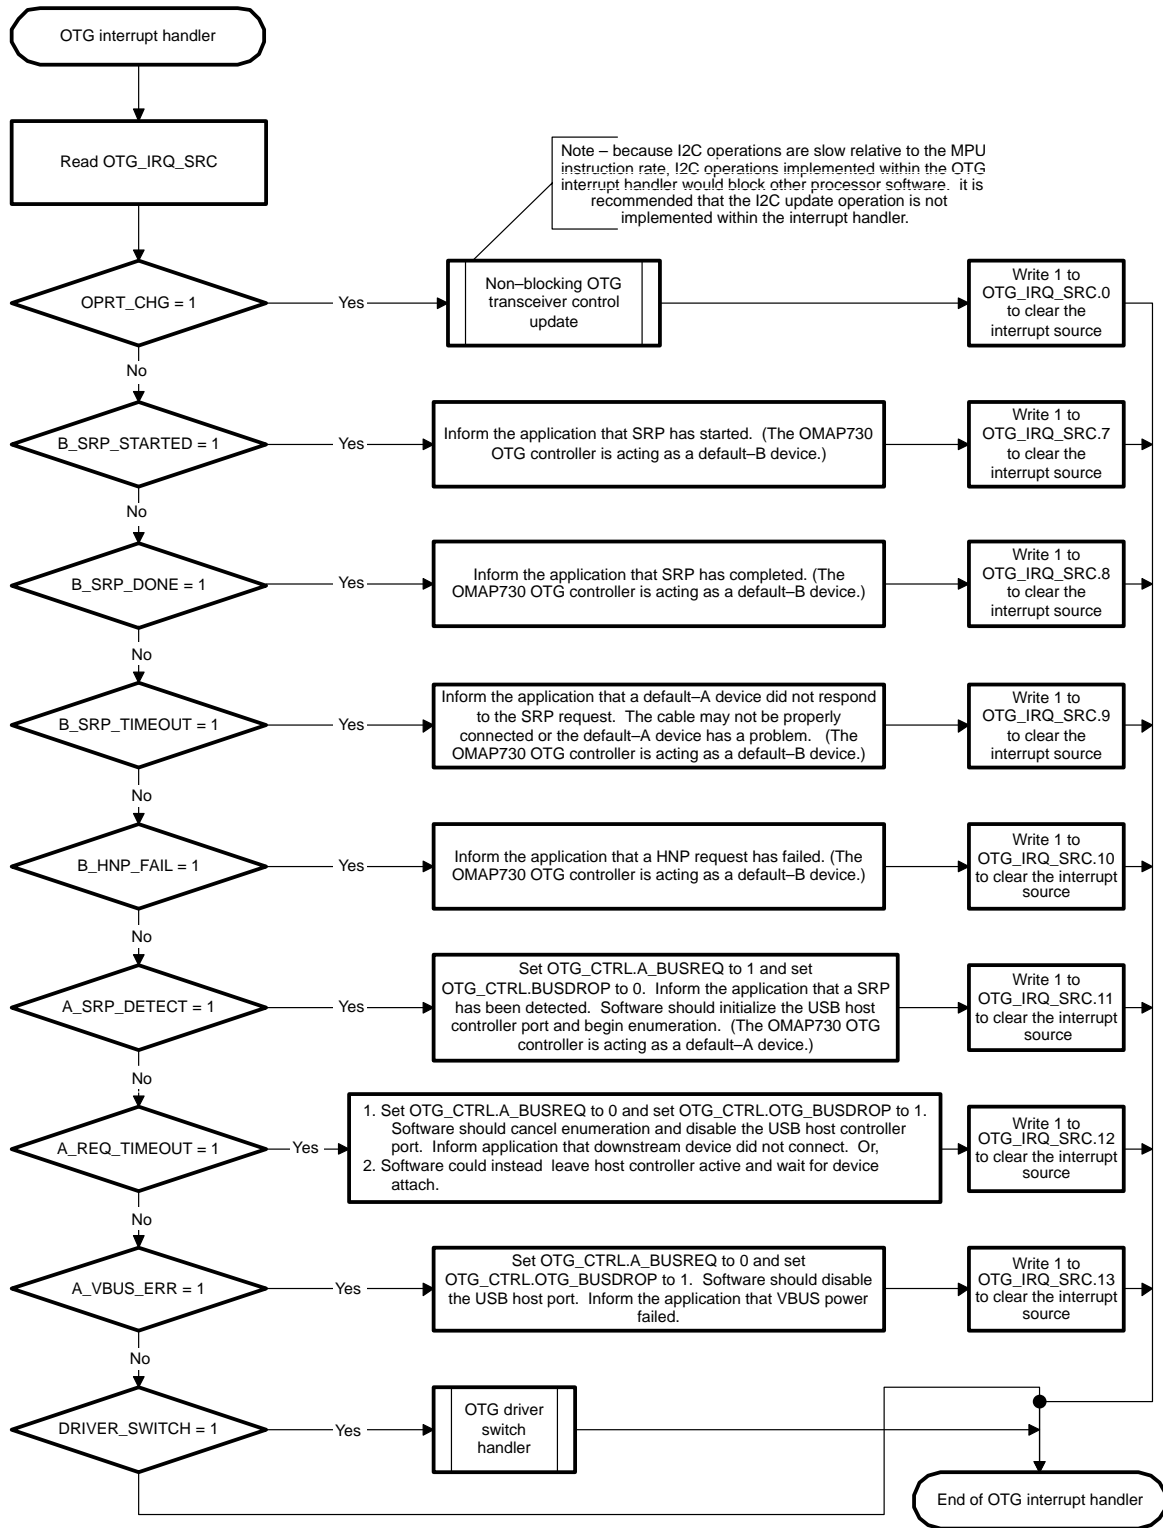 OTG interrupt handler
Read OTG_IRQ_SRC
Note – because I2C operations are slow relative to the MPU
instruction rate, I2C operations implemented within the OTG
interrupt handler would block other processor software. it is
recommended that the I2C update operation is not
implemented within the interrupt handler.
OPRT_CHG = 1
Yes
Non–blocking OTG
transceiver control
update
Write 1 to
OTG_IRQ_SRC.0
to clear the
interrupt source
No
B_SRP_STARTED = 1
Yes
Inform the application that SRP has started. (The OMAP730
OTG controller is acting as a default–B device.)
Write 1 to
OTG_IRQ_SRC.7
to clear the
interrupt source
No
B_SRP_DONE = 1
Yes
Inform the application that SRP has completed. (The
OMAP730 OTG controller is acting as a default–B device.)
Write 1 to
OTG_IRQ_SRC.8
to clear the
interrupt source
No
B_SRP_TIMEOUT = 1
Yes
Inform the application that a default–A device did not respond
to the SRP request. The cable may not be properly
connected or the default–A device has a problem. (The
OMAP730 OTG controller is acting as a default–B device.)
Write 1 to
OTG_IRQ_SRC.9
to clear the
interrupt source
No
B_HNP_FAIL = 1
Yes
Inform the application that a HNP request has failed. (The
OMAP730 OTG controller is acting as a default–B device.)
Write 1 to
OTG_IRQ_SRC.10
to clear the interrupt
source
No
A_SRP_DETECT = 1
Yes
Set OTG_CTRL.A_BUSREQ to 1 and set
OTG_CTRL.BUSDROP to 0. Inform the application that a SRP
has been detected. Software should initialize the USB host
controller port and begin enumeration. (The OMAP730 OTG
controller is acting as a default–A device.)
Write 1 to
OTG_IRQ_SRC.11
to clear the interrupt
source
No
A_REQ_TIMEOUT = 1
Yes
1. Set OTG_CTRL.A_BUSREQ to 0 and set OTG_CTRL.OTG_BUSDROP to 1.
Software should cancel enumeration and disable the USB host controller
port. Inform application that downstream device did not connect. Or,
2. Software could instead leave host controller active and wait for device
attach.
Write 1 to
OTG_IRQ_SRC.12
to clear the interrupt
source
No
A_VBUS_ERR = 1
Yes
Set OTG_CTRL.A_BUSREQ to 0 and set
OTG_CTRL.OTG_BUSDROP to 1. Software should disable
the USB host port. Inform the application that VBUS power
failed.
Write 1 to
OTG_IRQ_SRC.13
to clear the interrupt
source
No
DRIVER_SWITCH = 1
Yes
OTG driver
switch
handler
End of OTG interrupt handler